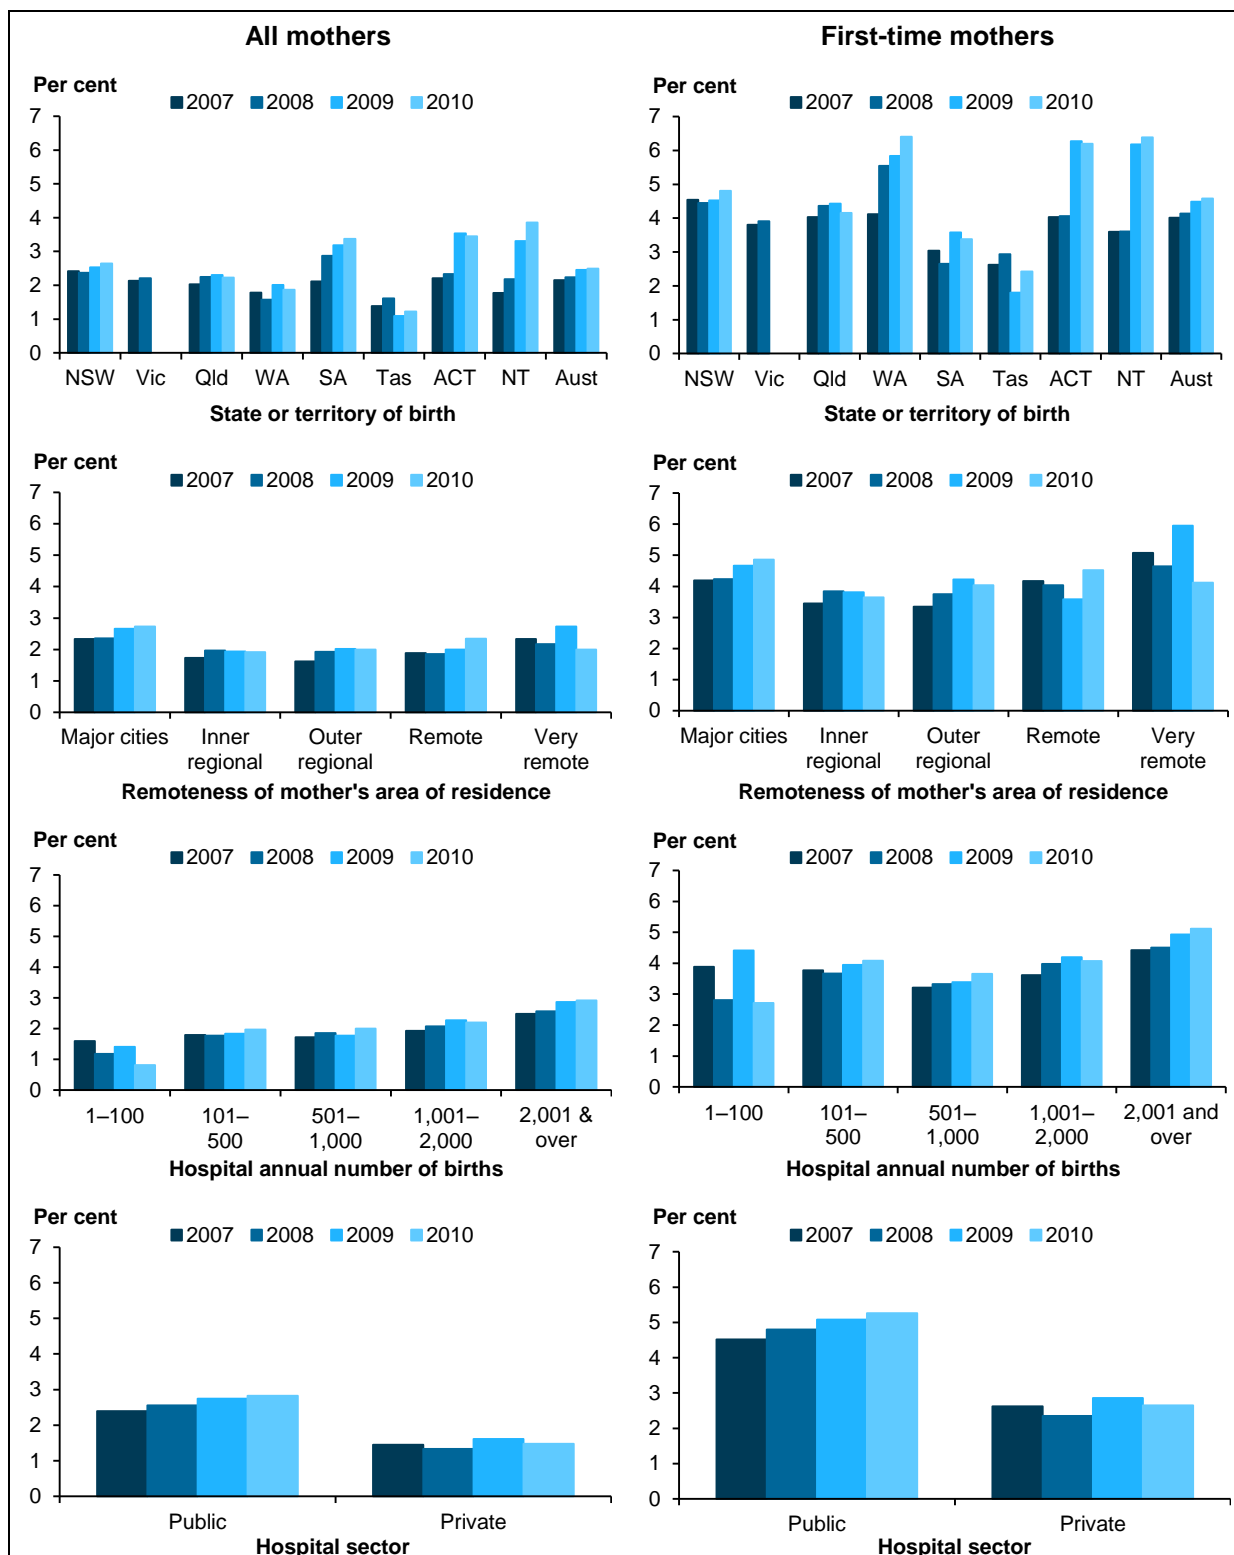 All mothers
First-time mothers
Per cent
2007 2008 2009 2010
7
6
5
4
3
2
1
0
NSW Vic Qld WA SA Tas ACT NT Aust
State or territory of birth
Per cent
2007 2008 2009 2010
7
6
5
4
3
2
1
0
NSW Vic Qld WA SA Tas ACT NT Aust
State or territory of birth
Per cent
2007 2008 2009 2010
7
6
5
4
3
2
1
0
Major cities Inner Outer Remote Very
regional regional remote
Remoteness of mother's area of residence
Per cent
2007 2008 2009 2010
7
6
5
4
3
2
1
0
Major cities Inner Outer Remote Very
regional regional remote
Remoteness of mother's area of residence
Per cent
2007 2008 2009 2010
7
6
5
4
3
2
1
0
1–100 101– 501– 1,001– 2,001 &
500 1,000 2,000 over
Hospital annual number of births
Per cent
2007 2008 2009 2010
7
6
5
4
3
2
1
0
1–100 101– 501– 1,001– 2,001 and
500 1,000 2,000 over
Hospital annual number of births
Per cent
2007 2008 2009 2010
7
6
5
4
3
2
1
0
Public Private
Hospital sector
Per cent
2007 2008 2009 2010
7
6
5
4
3
2
1
0
Public Private
Hospital sector